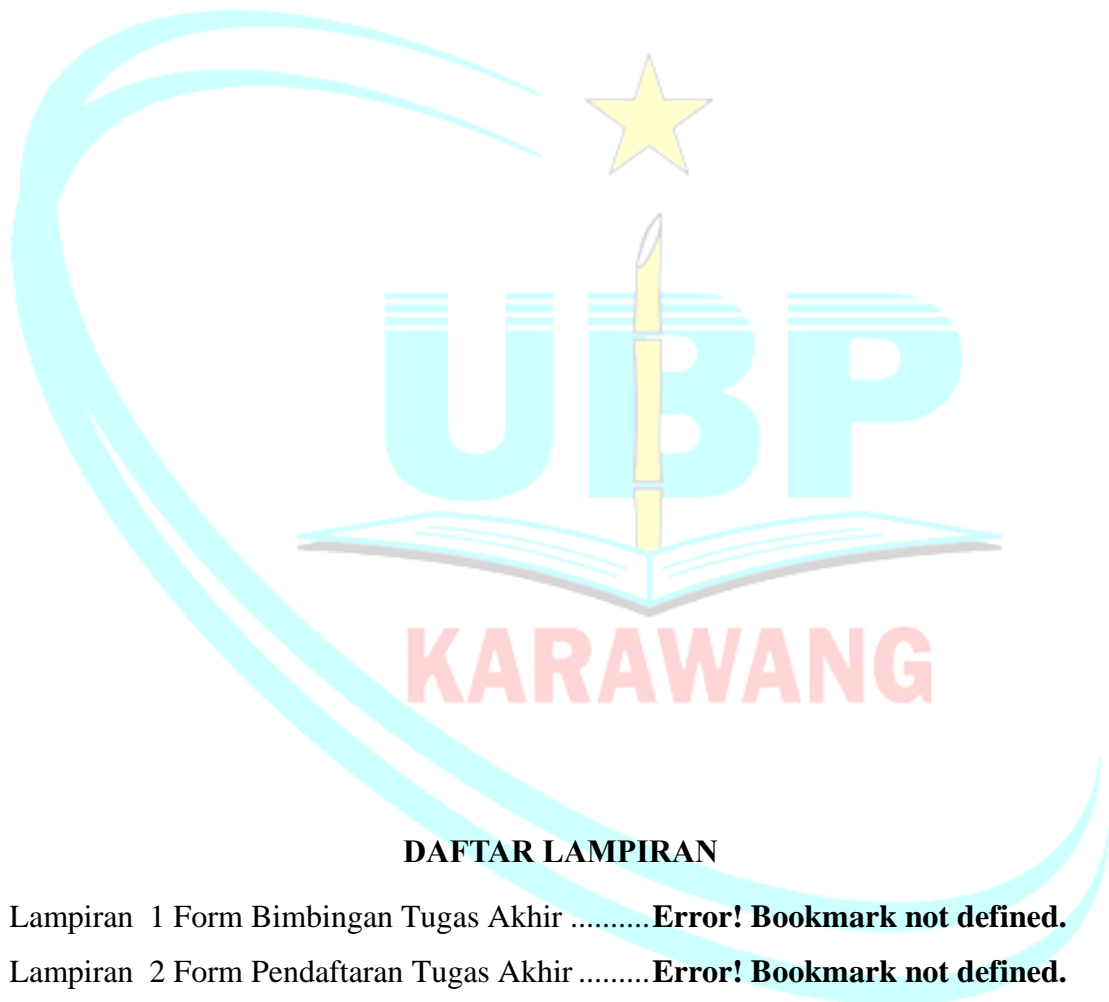 UBP
KARAWANG
DAFTAR LAMPIRAN
Lampiran  1 Form Bimbingan Tugas Akhir ..........Error! Bookmark not defined.
Lampiran  2 Form Pendaftaran Tugas Akhir .........Error! Bookmark not defined.